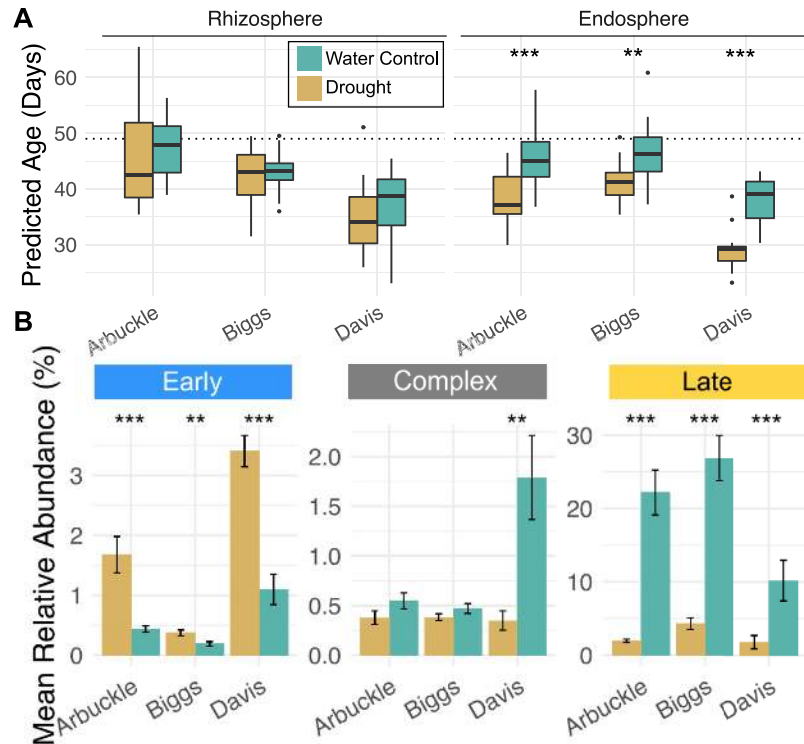 A
Rhizosphere
Endosphere
Predicted Age (Days)
60
50
40
30
Water Control
Drought
***
**
***
Arbuckle
Biggs
Davis
Arbuckle
Biggs
Davis
B
Mean Relative Abundance (%)
Early
Complex
Late
***
**
***
3
2
1
0
Arbuckle
Biggs
Davis
**
2.0
1.5
1.0
0.5
0.0
Arbuckle
Biggs
Davis
***
***
***
30
20
10
0
Arbuckle
Biggs
Davis